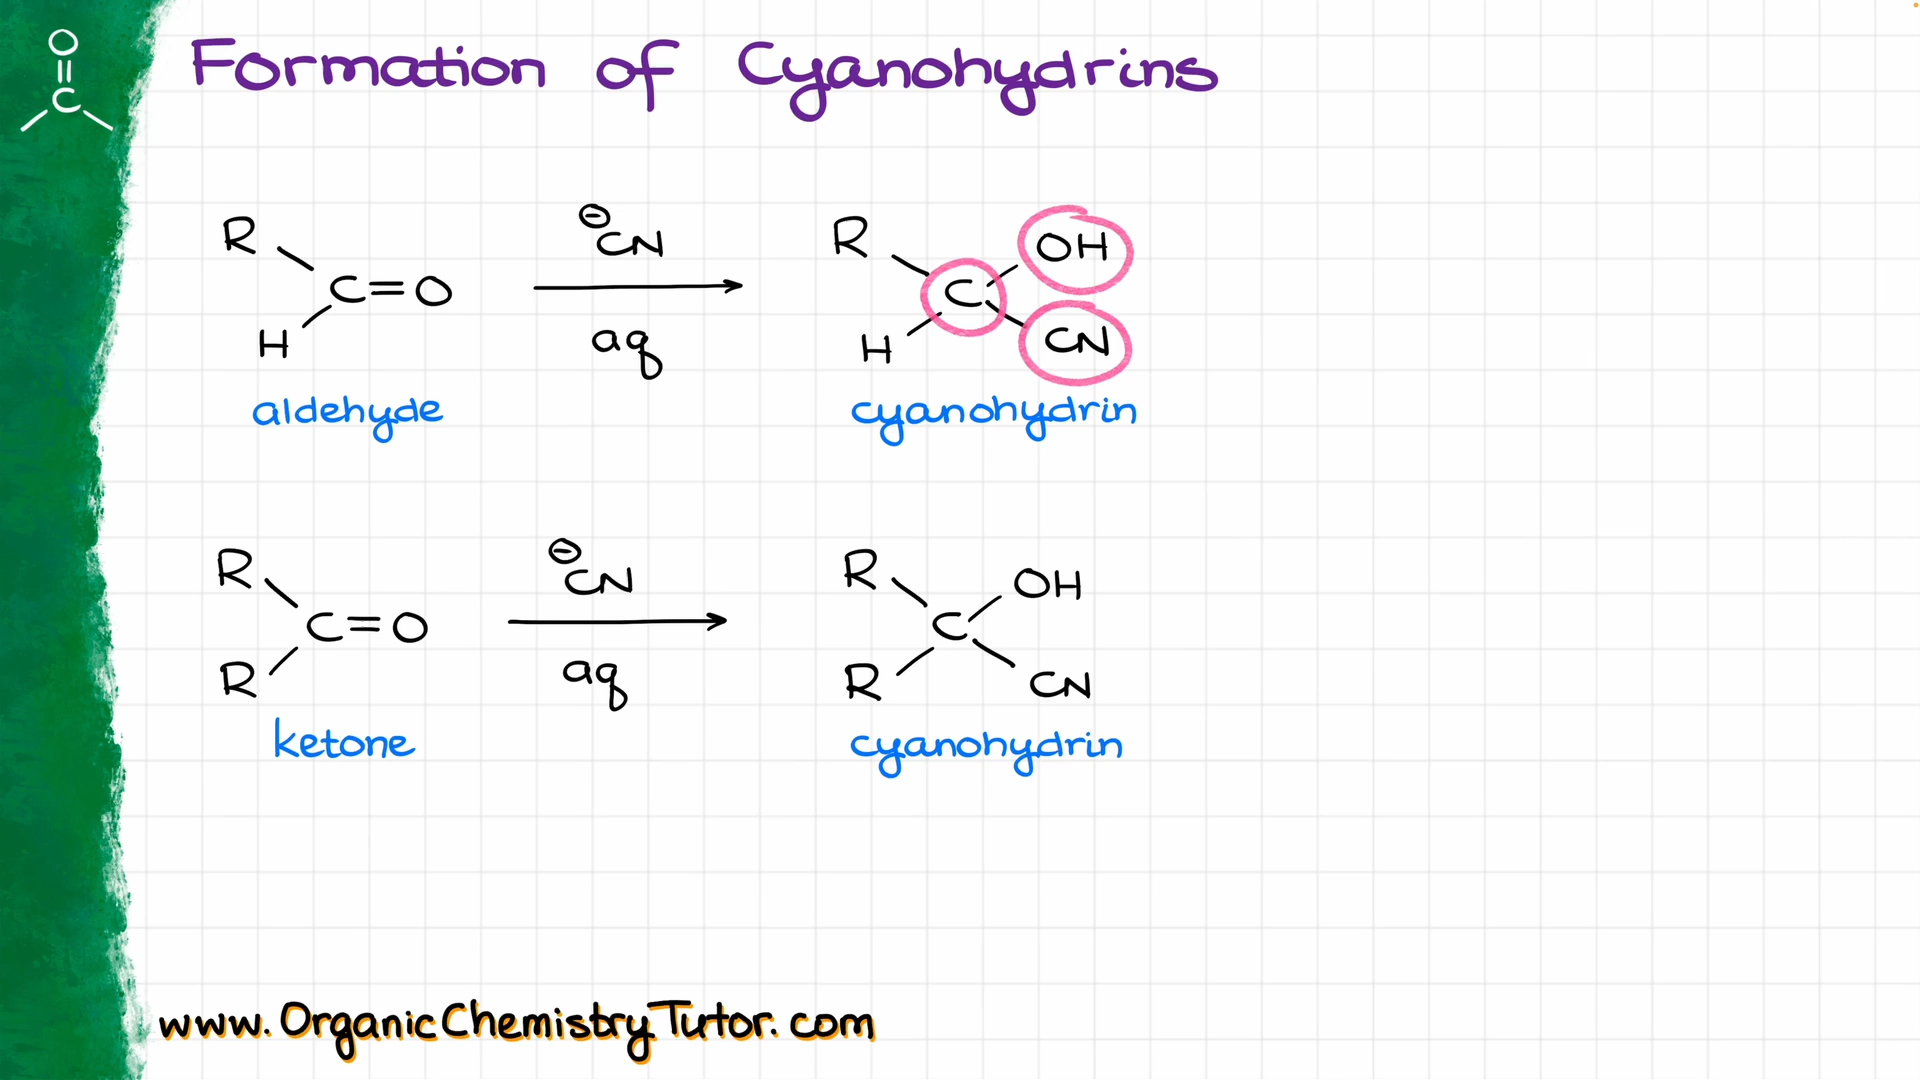 O
C
Formation of Cyanohydrins
R
⊖CN
R
OH
C=O
C
H
aq
H
CN
aldehyde
cyanohydrin
R
⊖CN
R
OH
C=O
C
R
aq
R
CN
ketone
cyanohydrin
www.OrganicChemistryTutor.com